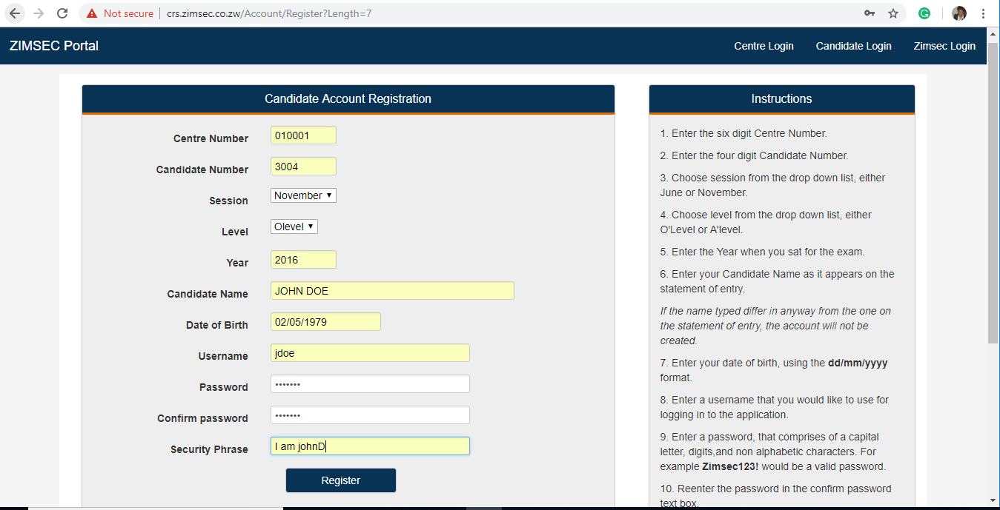 Not secure | crs.zimsec.co.zw/Account/Register?Length=7
ZIMSEC Portal
Centre Login
Candidate Login
Zimsec Login
Candidate Account Registration
Centre Number
010001
Candidate Number
3004
Session
November
Level
Olevel
Year
2016
Candidate Name
JOHN DOE
Date of Birth
02/05/1979
Username
jdoe
Password
•••••••
Confirm password
•••••••
Security Phrase
I am johnD
Register
Instructions
1. Enter the six digit Centre Number.
2. Enter the four digit Candidate Number.
3. Choose session from the drop down list, either
June or November.
4. Choose level from the drop down list, either
O'Level or A'level.
5. Enter the Year when you sat for the exam.
6. Enter your Candidate Name as it appears on the
statement of entry.
If the name typed differ in anyway from the one on
the statement of entry, the account will not be
created.
7. Enter your date of birth, using the dd/mm/yyyy
format.
8. Enter a username that you would like to use for
logging in to the application.
9. Enter a password, that comprises of a capital
letter, digits,and non alphabetic characters. For
example Zimsec123! would be a valid password.
10. Reenter the password in the confirm password
text box.